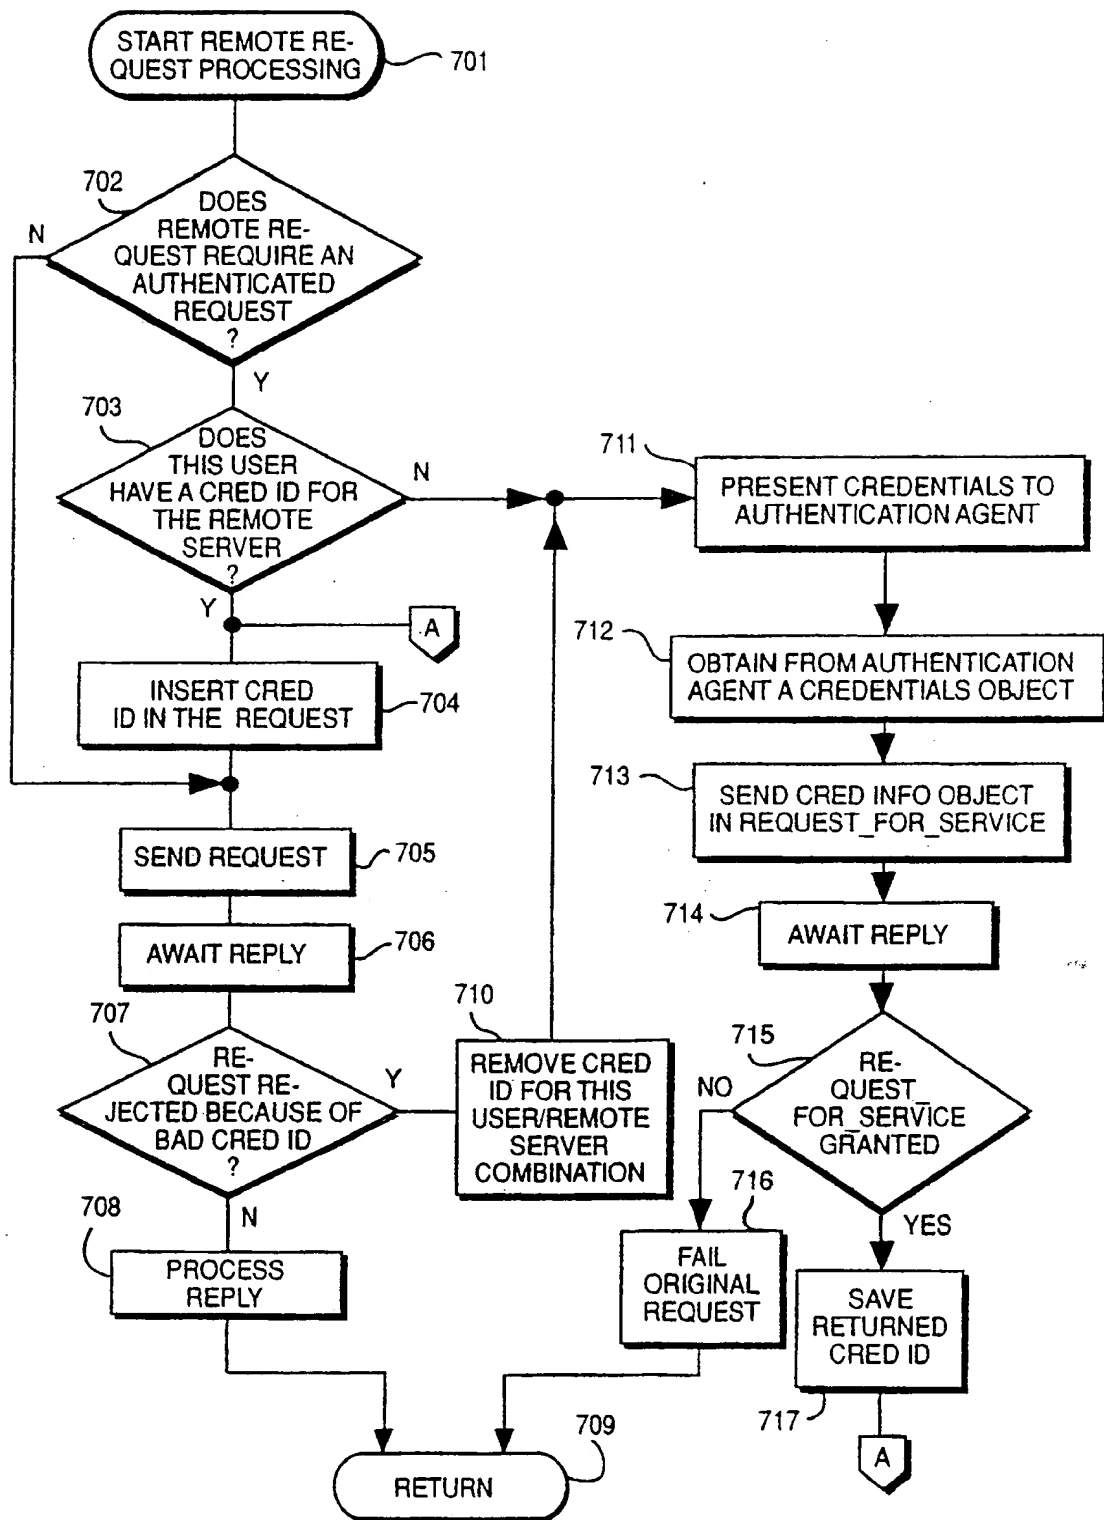 START REMOTE RE-
QUEST PROCESSING
701
702
DOES
REMOTE RE-
QUEST REQUIRE AN
AUTHENTICATED
REQUEST
?
N
Y
703
DOES
THIS USER
HAVE A CRED ID FOR
THE REMOTE
SERVER
?
N
Y
A
INSERT CRED
ID IN THE REQUEST
704
SEND REQUEST
705
AWAIT REPLY
706
707
RE-
QUEST RE-
JECTED BECAUSE OF
BAD CRED ID
?
Y
N
708
PROCESS
REPLY
710
REMOVE CRED
ID FOR THIS
USER/REMOTE
SERVER
COMBINATION
711
PRESENT CREDENTIALS TO
AUTHENTICATION AGENT
712
OBTAIN FROM AUTHENTICATION
AGENT A CREDENTIALS OBJECT
713
SEND CRED INFO OBJECT
IN REQUEST_FOR_SERVICE
714
AWAIT REPLY
715
RE-
QUEST_
FOR_SERVICE
GRANTED
NO
YES
716
FAIL
ORIGINAL
REQUEST
SAVE
RETURNED
CRED ID
717
A
709
RETURN